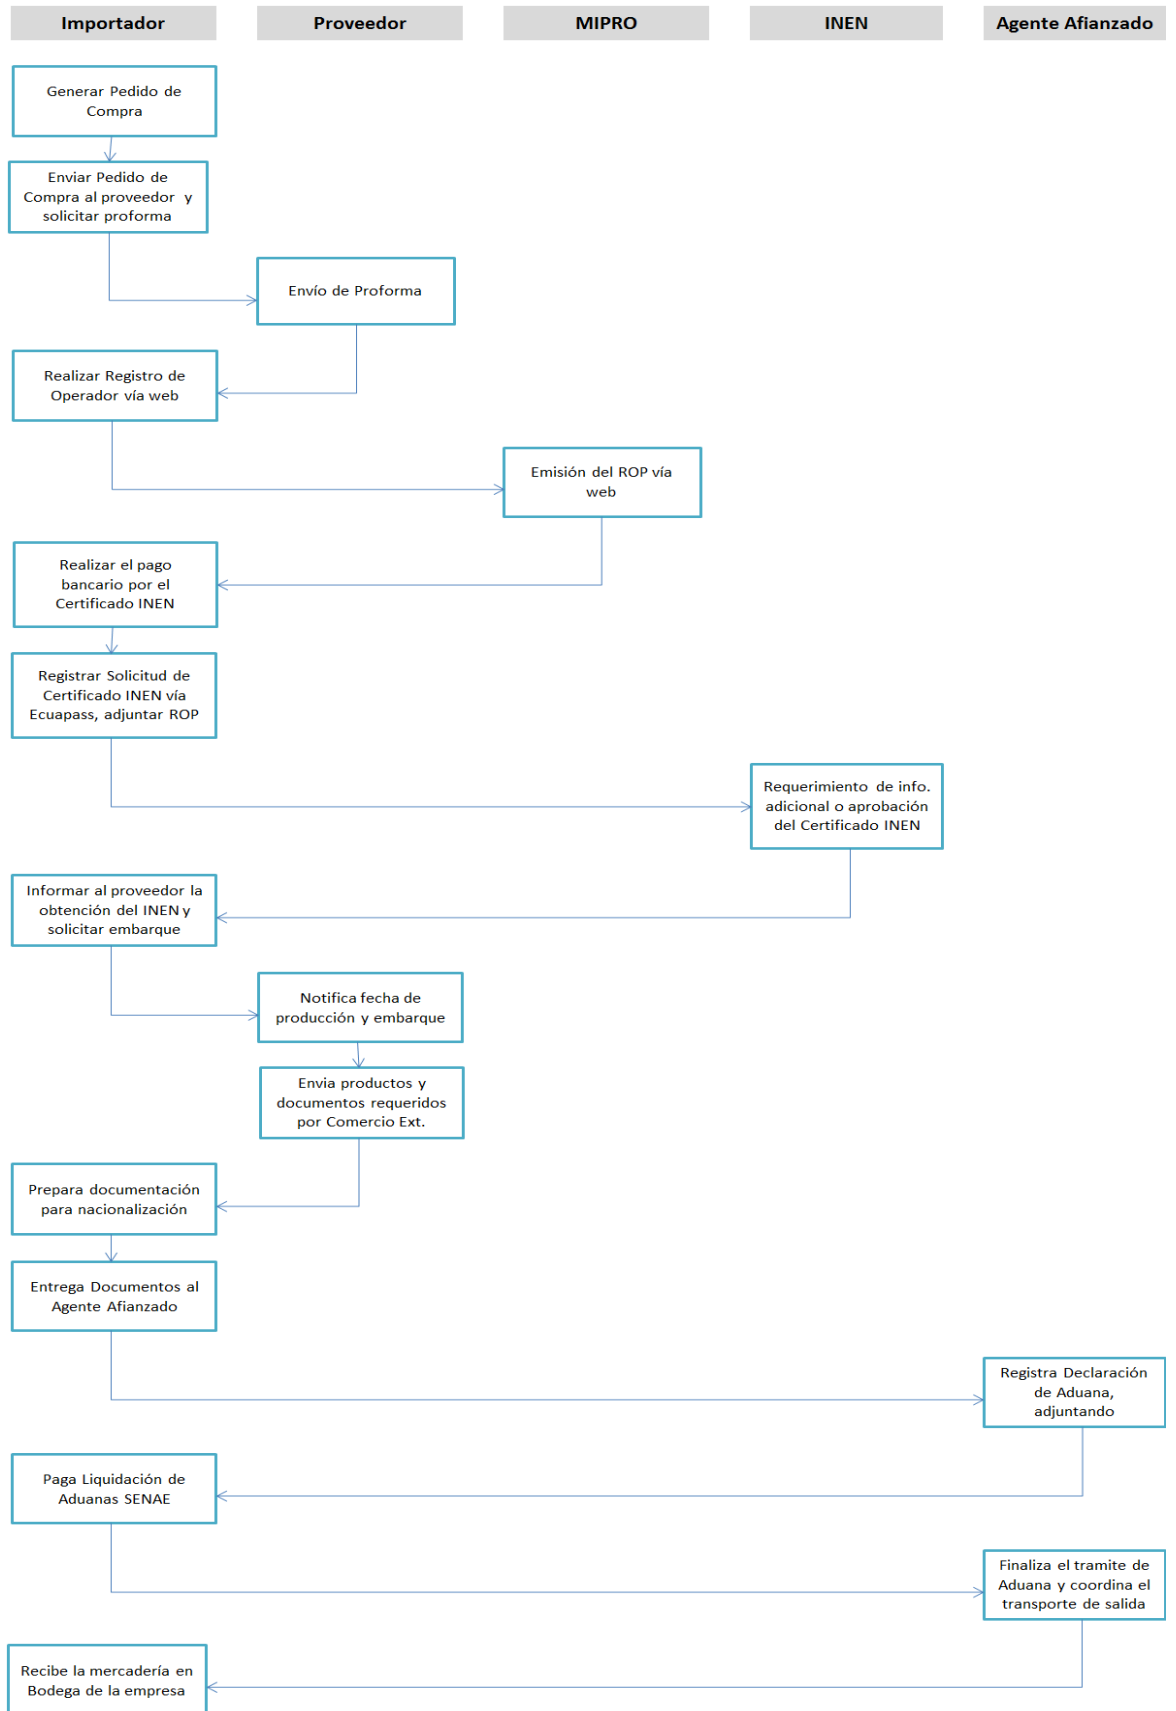 Importador
Proveedor
MIPRO
INEN
Agente Afianzado
Generar Pedido de
Compra
Enviar Pedido de
Compra al proveedor y
solicitar proforma
Envío de Proforma
Realizar Registro de
Operador vía web
Emisión del ROP vía
web
Realizar el pago
bancario por el
Certificado INEN
Registrar Solicitud de
Certificado INEN vía
Ecuapass, adjuntar ROP
Requerimiento de info.
adicional o aprobación
del Certificado INEN
Informar al proveedor la
obtención del INEN y
solicitar embarque
Notifica fecha de
producción y embarque
Envia productos y
documentos requeridos
por Comercio Ext.
Prepara documentación
para nacionalización
Entrega Documentos al
Agente Afianzado
Registra Declaración
de Aduana,
adjuntando
Paga Liquidación de
Aduanas SENAE
Finaliza el tramite de
Aduana y coordina el
transporte de salida
Recibe la mercadería en
Bodega de la empresa